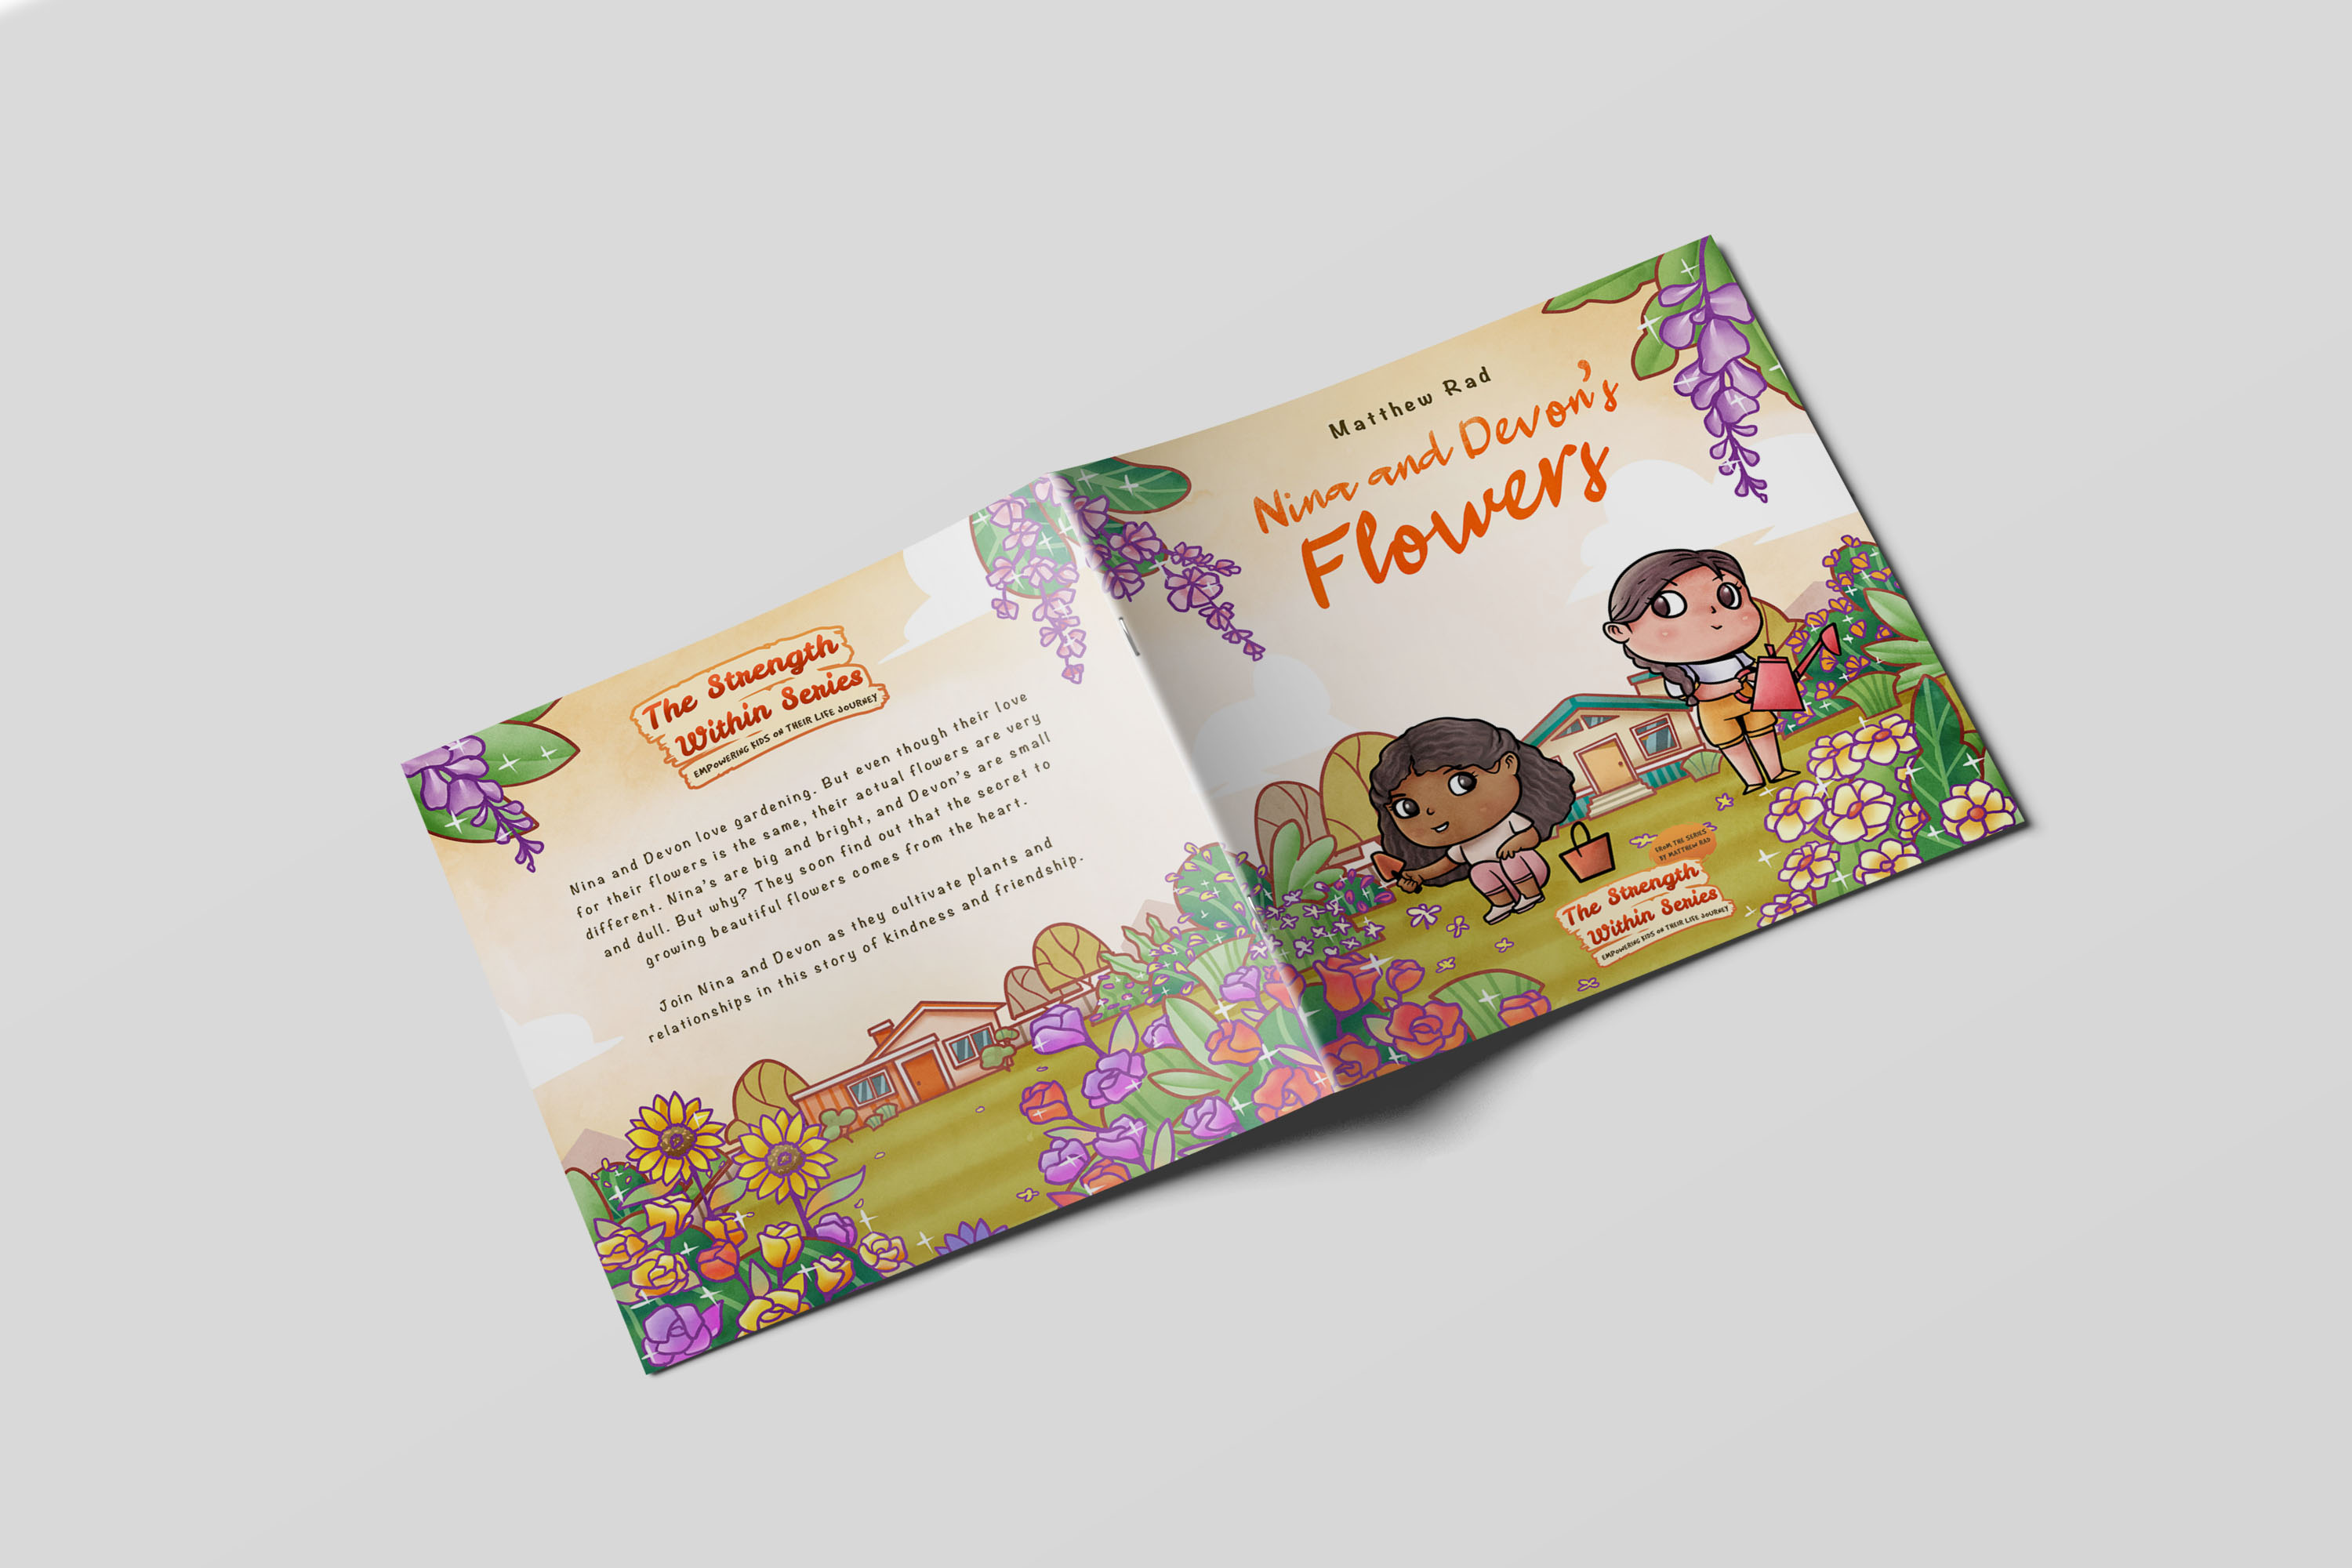 The Strength
Within Series
EMPOWERING KIDS ON THEIR LIFE JOURNEY
Nina and Devon love gardening. But even though their love
for their flowers is the same, their actual flowers are very
different. Nina's are big and bright, and Devon's are small
and dull. But why? They soon find out that the secret to
growing beautiful flowers comes from the heart.
Join Nina and Devon as they cultivate plants and
relationships in this story of kindness and friendship.
Matthew Rad
Nina and Devon's
Flowers
FROM THE SERIES
BY MATTHEW RAD
The Strength
Within Series
EMPOWERING KIDS ON THEIR LIFE JOURNEY